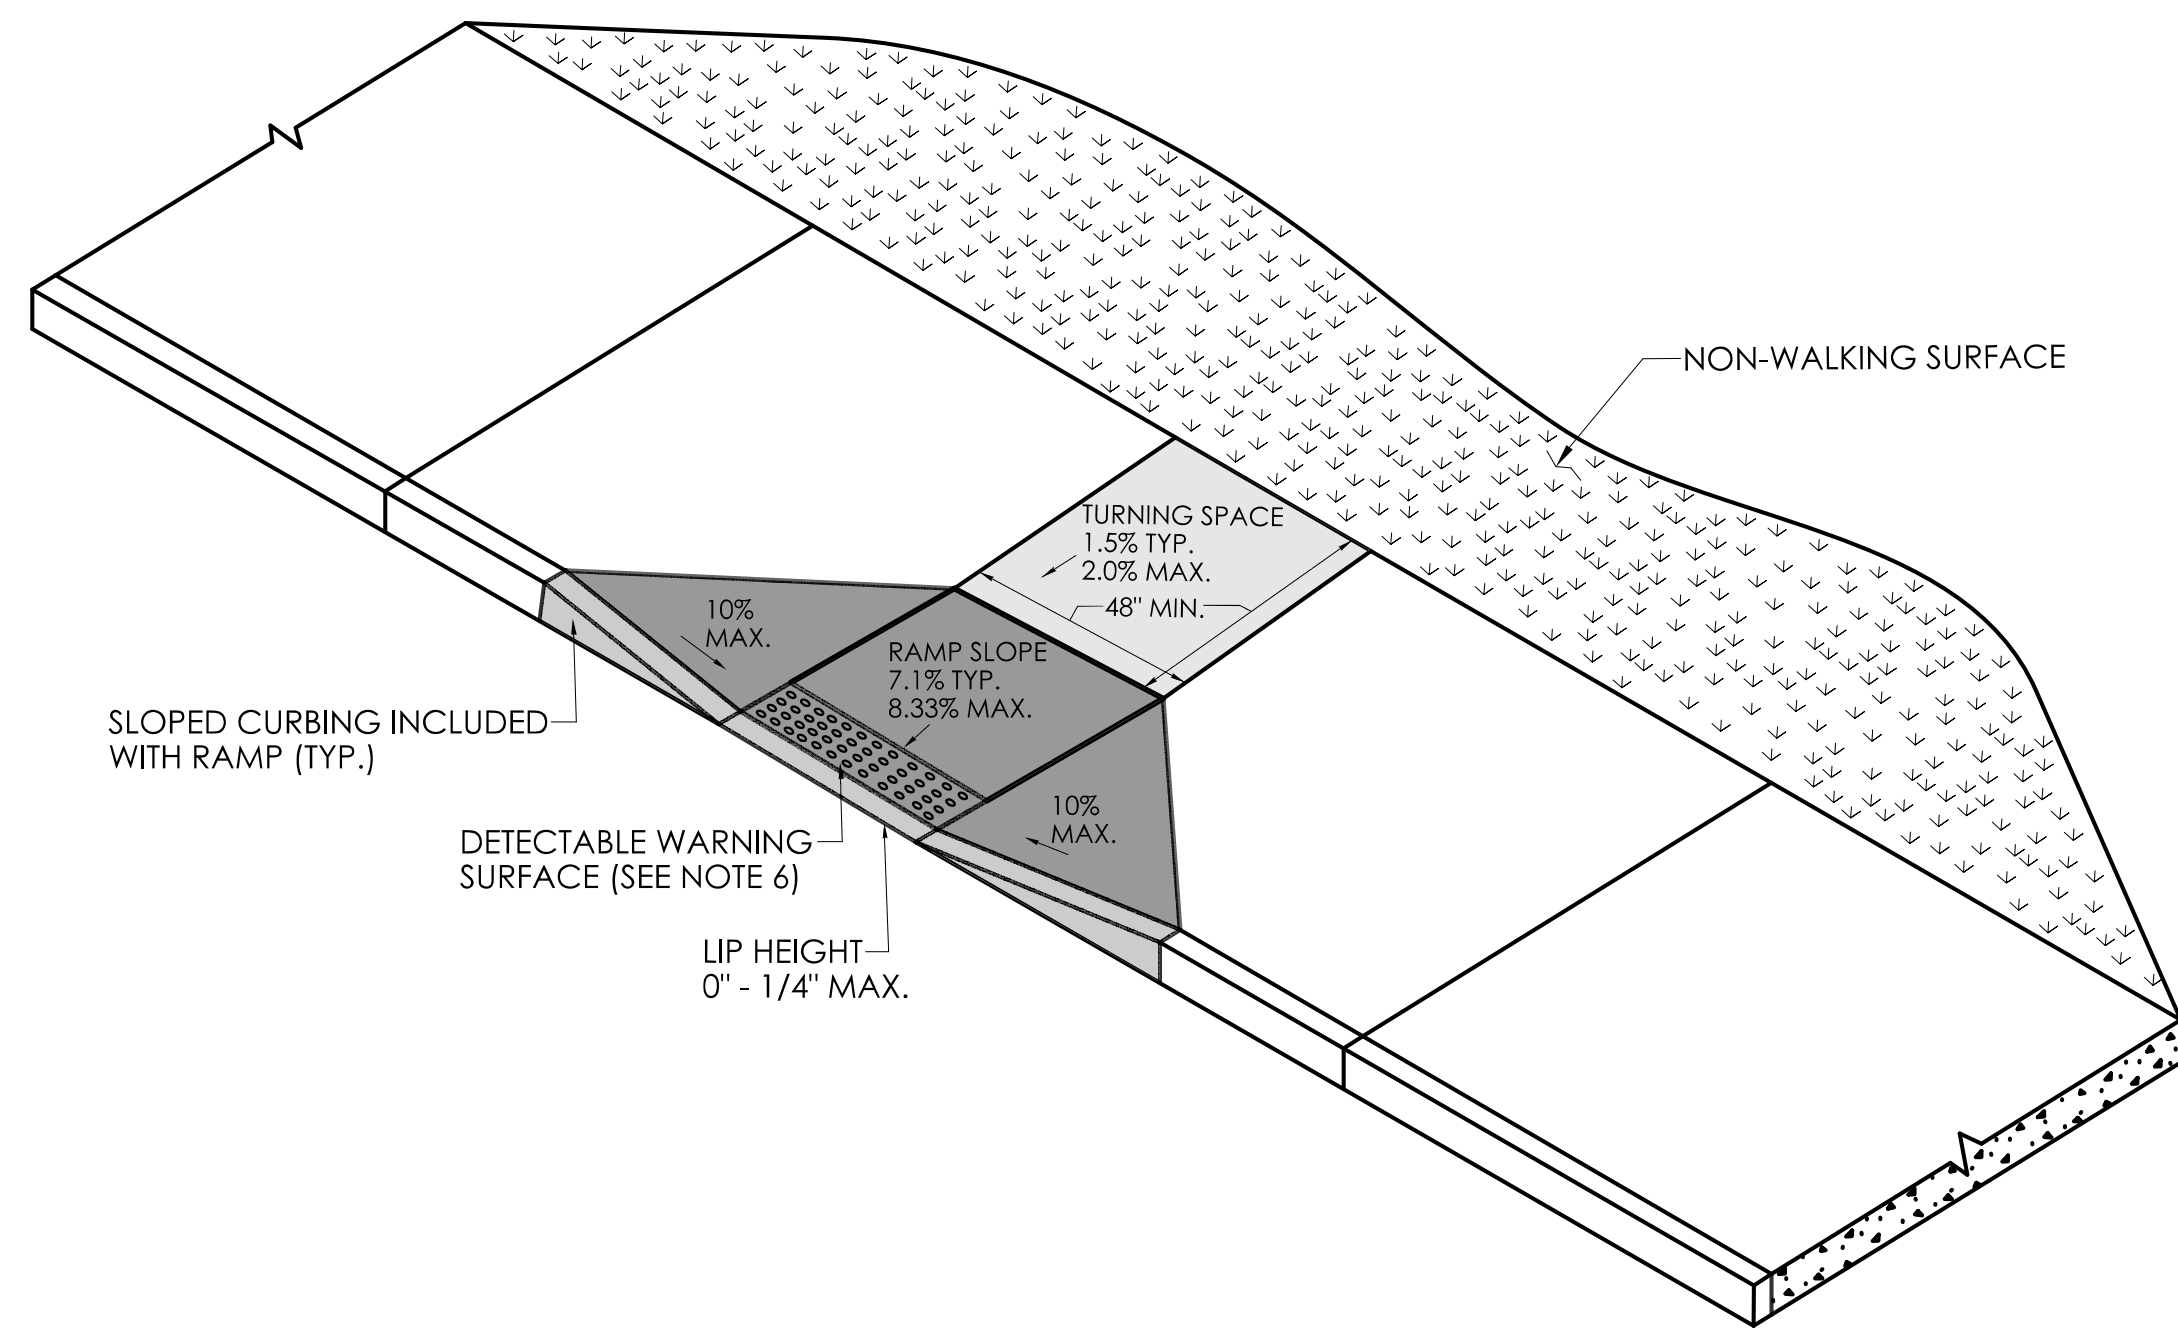 NON-WALKING SURFACE
TURNING SPACE
1.5% TYP.
2.0% MAX.
48" MIN.
10%
MAX.
RAMP SLOPE
7.1% TYP.
8.33% MAX.
SLOPED CURBING INCLUDED
WITH RAMP (TYP.)
10%
MAX.
DETECTABLE WARNING
SURFACE (SEE NOTE 6)
LIP HEIGHT
0" - 1/4" MAX.